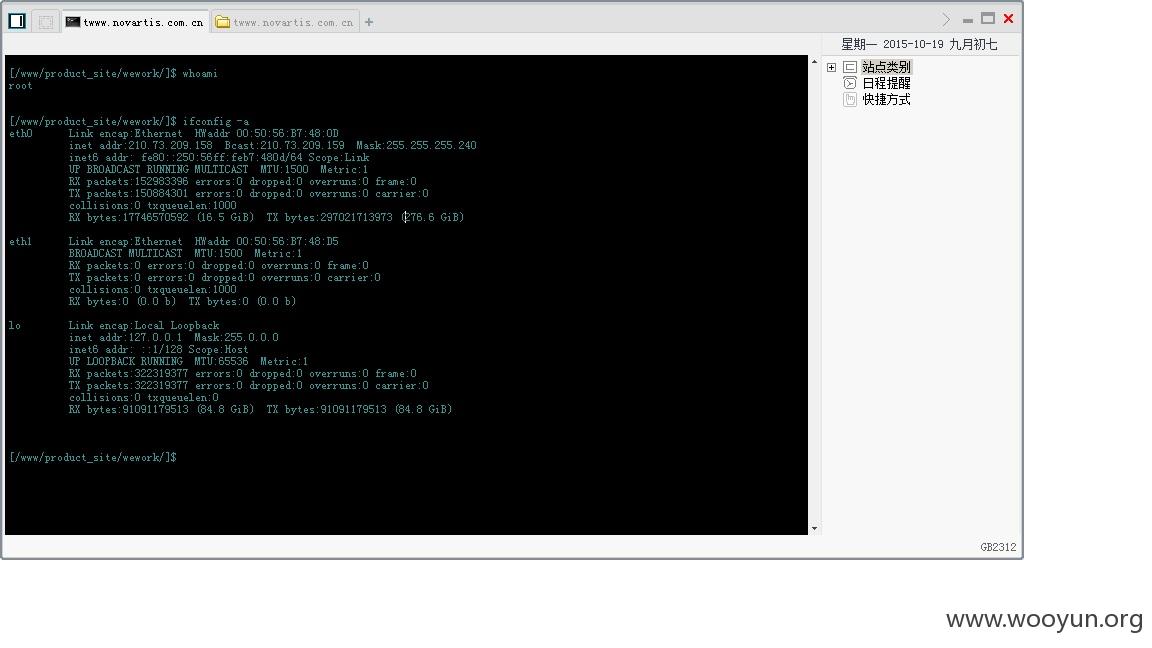 twww.novartis.com.cn
twww.novartis.com.cn
星期一 2015-10-19 九月初七
[/www/product_site/wework/]$ whoami
root
[/www/product_site/wework/]$ ifconfig -a
eth0 Link encap:Ethernet HWaddr 00:50:56:B7:48:0D
inet addr:210.73.209.158 Bcast:210.73.209.159 Mask:255.255.255.240
inet6 addr: fe80::250:56ff:feb7:480d/64 Scope:Link
UP BROADCAST RUNNING MULTICAST MTU:1500 Metric:1
RX packets:152983396 errors:0 dropped:0 overruns:0 frame:0
TX packets:150884301 errors:0 dropped:0 overruns:0 carrier:0
collisions:0 txqueuelen:1000
RX bytes:17746570592 (16.5 GiB) TX bytes:297021713973 (276.6 GiB)
eth1 Link encap:Ethernet HWaddr 00:50:56:B7:48:D5
BROADCAST MULTICAST MTU:1500 Metric:1
RX packets:0 errors:0 dropped:0 overruns:0 frame:0
TX packets:0 errors:0 dropped:0 overruns:0 carrier:0
collisions:0 txqueuelen:1000
RX bytes:0 (0.0 b) TX bytes:0 (0.0 b)
lo Link encap:Local Loopback
inet addr:127.0.0.1 Mask:255.0.0.0
inet6 addr: ::1/128 Scope:Host
UP LOOPBACK RUNNING MTU:65536 Metric:1
RX packets:322319377 errors:0 dropped:0 overruns:0 frame:0
TX packets:322319377 errors:0 dropped:0 overruns:0 carrier:0
collisions:0 txqueuelen:0
RX bytes:91091179513 (84.8 GiB) TX bytes:91091179513 (84.8 GiB)
[/www/product_site/wework/]$
站点类别
日程提醒
快捷方式
GB2312
www.wooyun.org